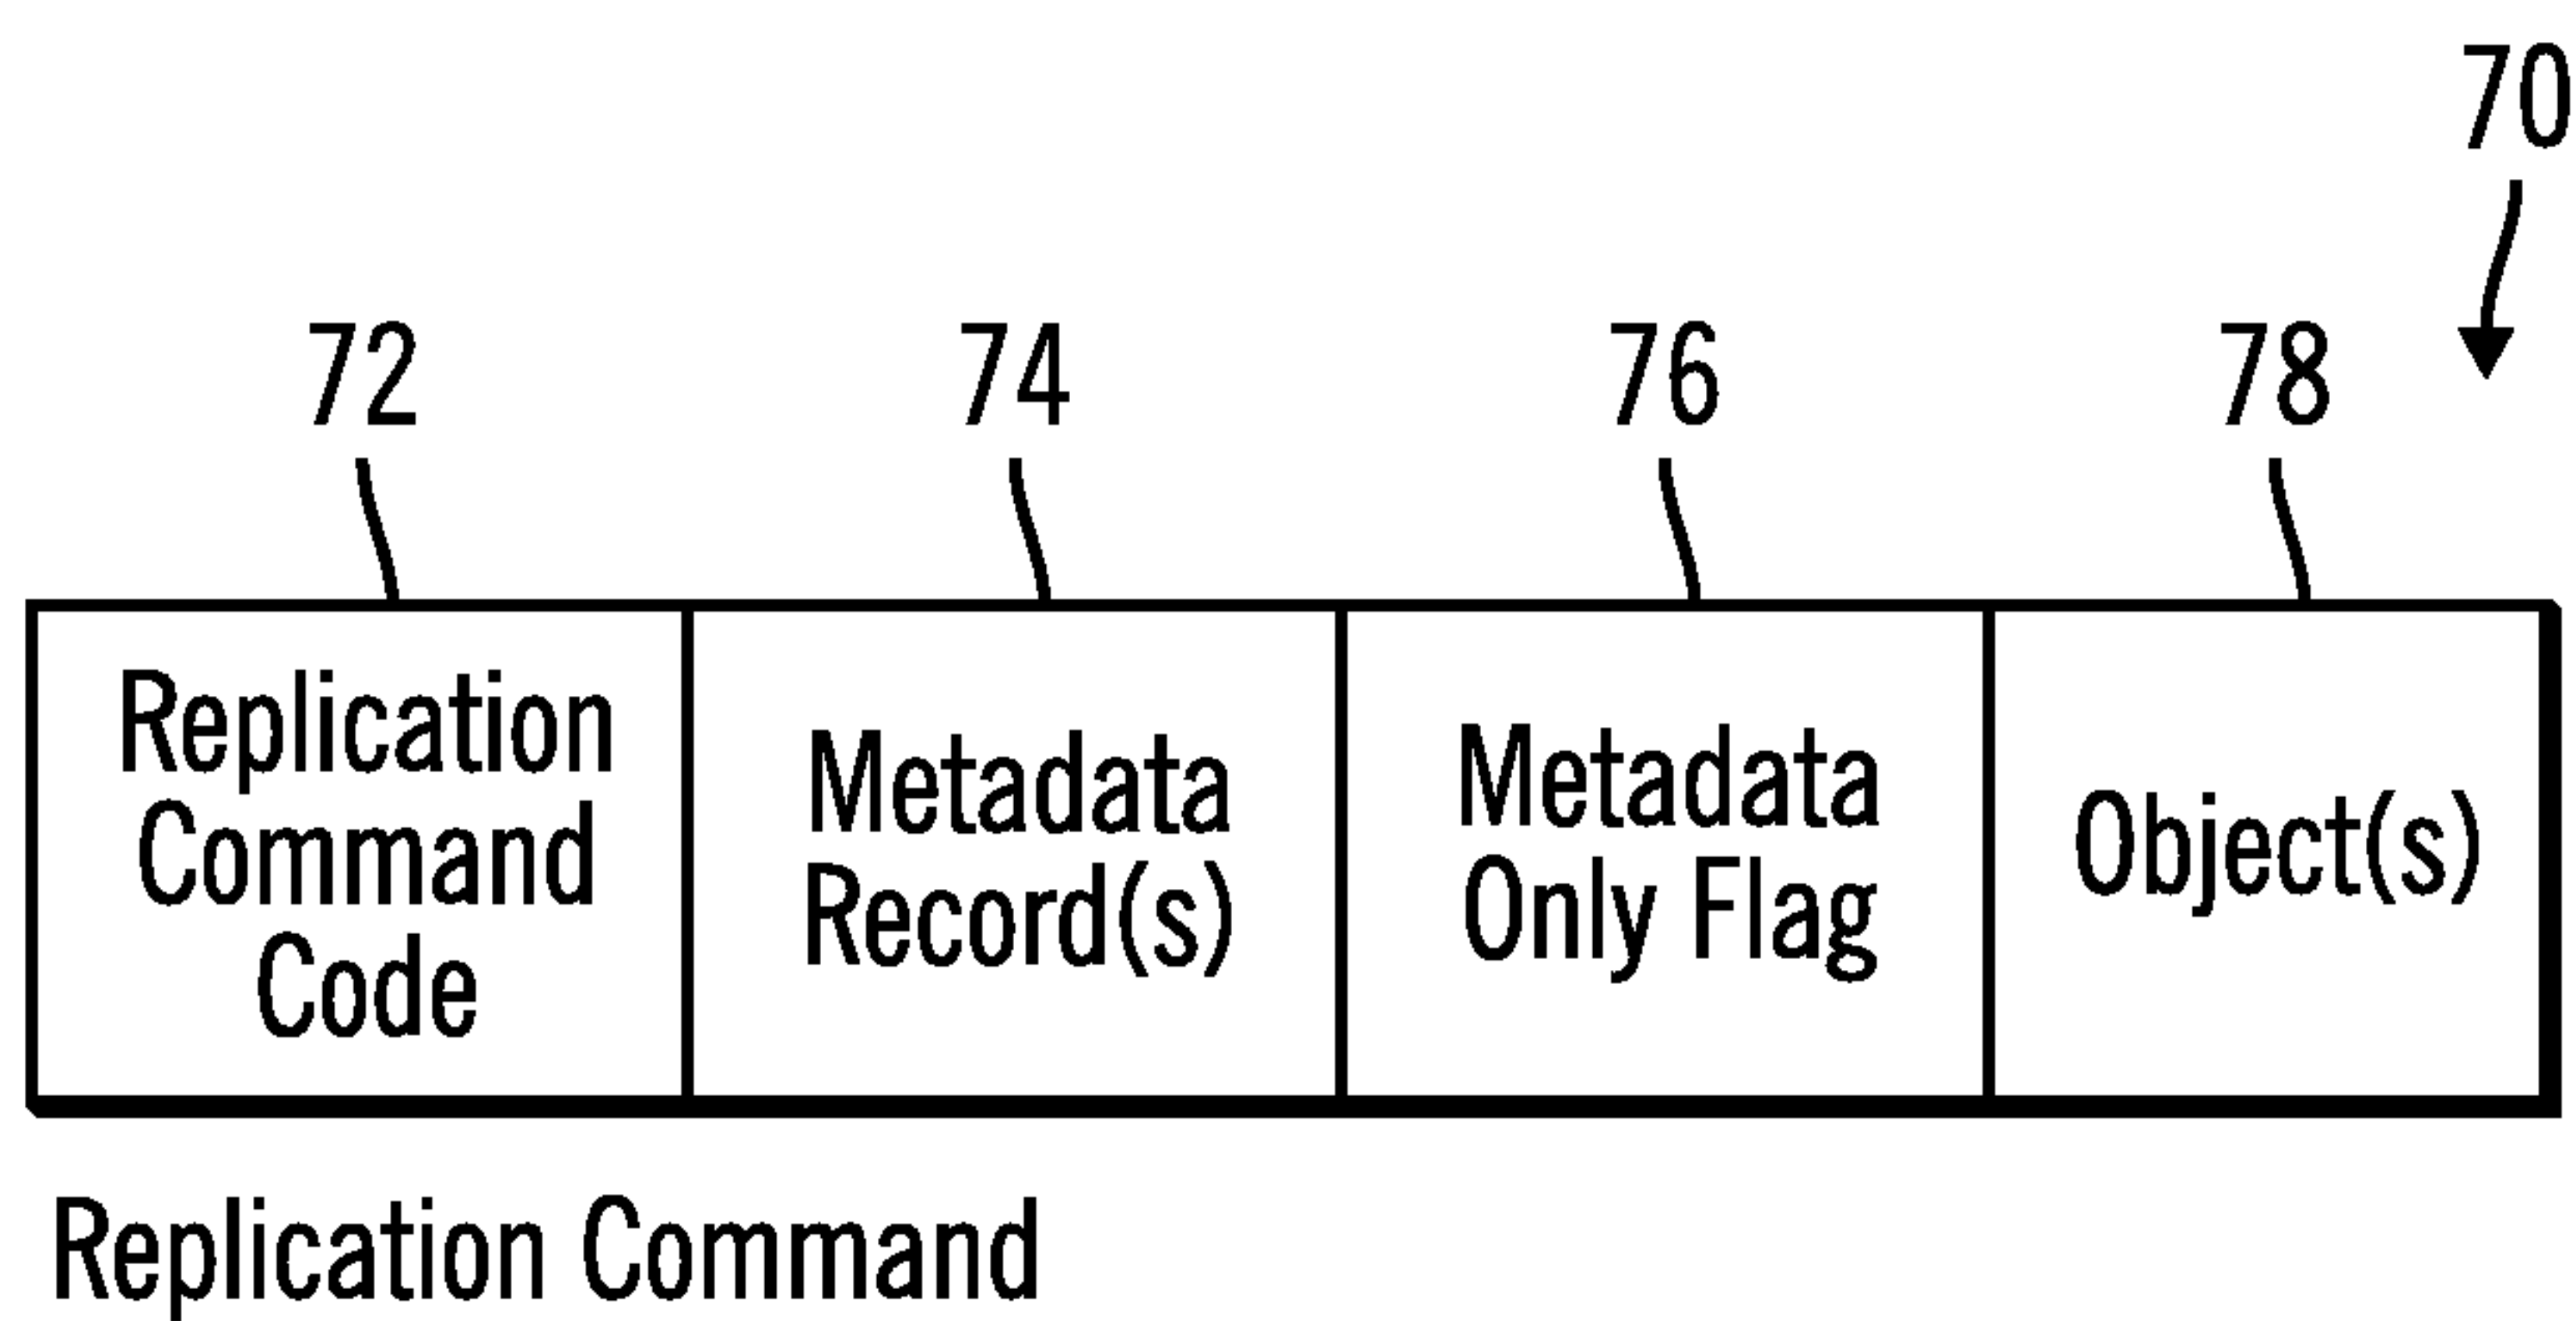 70
72
74
76
78
Replication
Command
Code
Metadata
Record(s)
Metadata
Only Flag
Object(s)
Replication Command